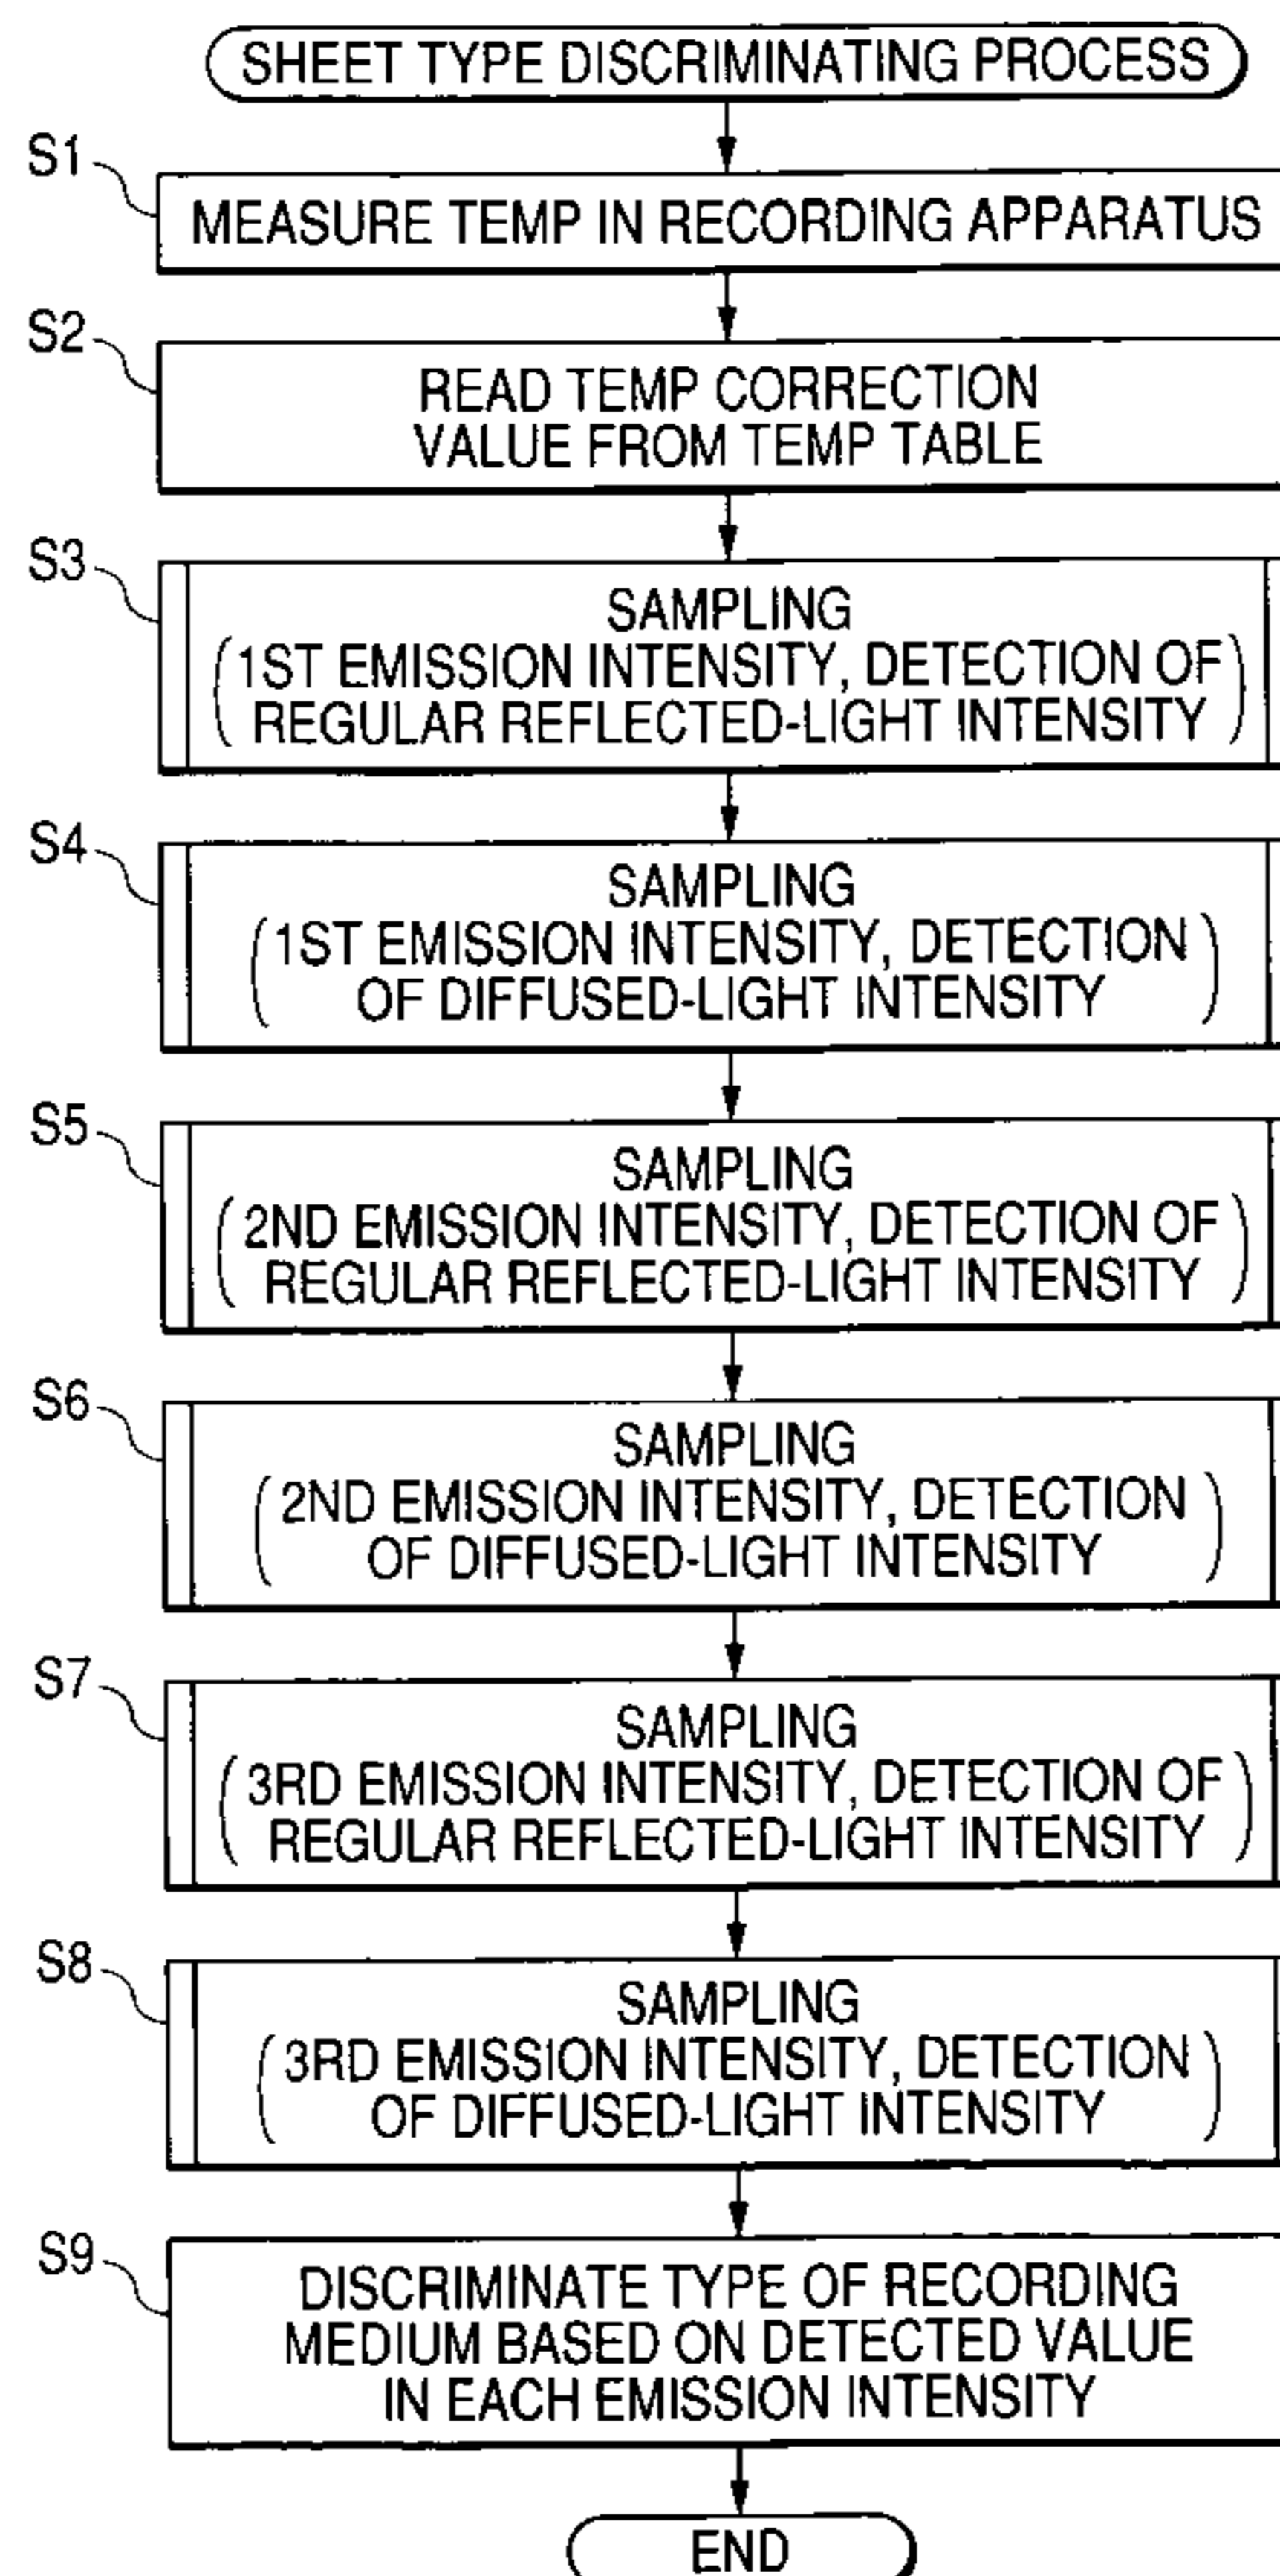 SHEET TYPE DISCRIMINATING PROCESS
S1
MEASURE TEMP IN RECORDING APPARATUS
S2
READ TEMP CORRECTION
VALUE FROM TEMP TABLE
S3
SAMPLING
(1ST EMISSION INTENSITY, DETECTION OF
REGULAR REFLECTED-LIGHT INTENSITY)
S4
SAMPLING
(1ST EMISSION INTENSITY, DETECTION
OF DIFFUSED-LIGHT INTENSITY)
S5
SAMPLING
(2ND EMISSION INTENSITY, DETECTION OF
REGULAR REFLECTED-LIGHT INTENSITY)
S6
SAMPLING
(2ND EMISSION INTENSITY, DETECTION
OF DIFFUSED-LIGHT INTENSITY)
S7
SAMPLING
(3RD EMISSION INTENSITY, DETECTION OF
REGULAR REFLECTED-LIGHT INTENSITY)
S8
SAMPLING
(3RD EMISSION INTENSITY, DETECTION
OF DIFFUSED-LIGHT INTENSITY)
S9
DISCRIMINATE TYPE OF RECORDING
MEDIUM BASED ON DETECTED VALUE
IN EACH EMISSION INTENSITY
END